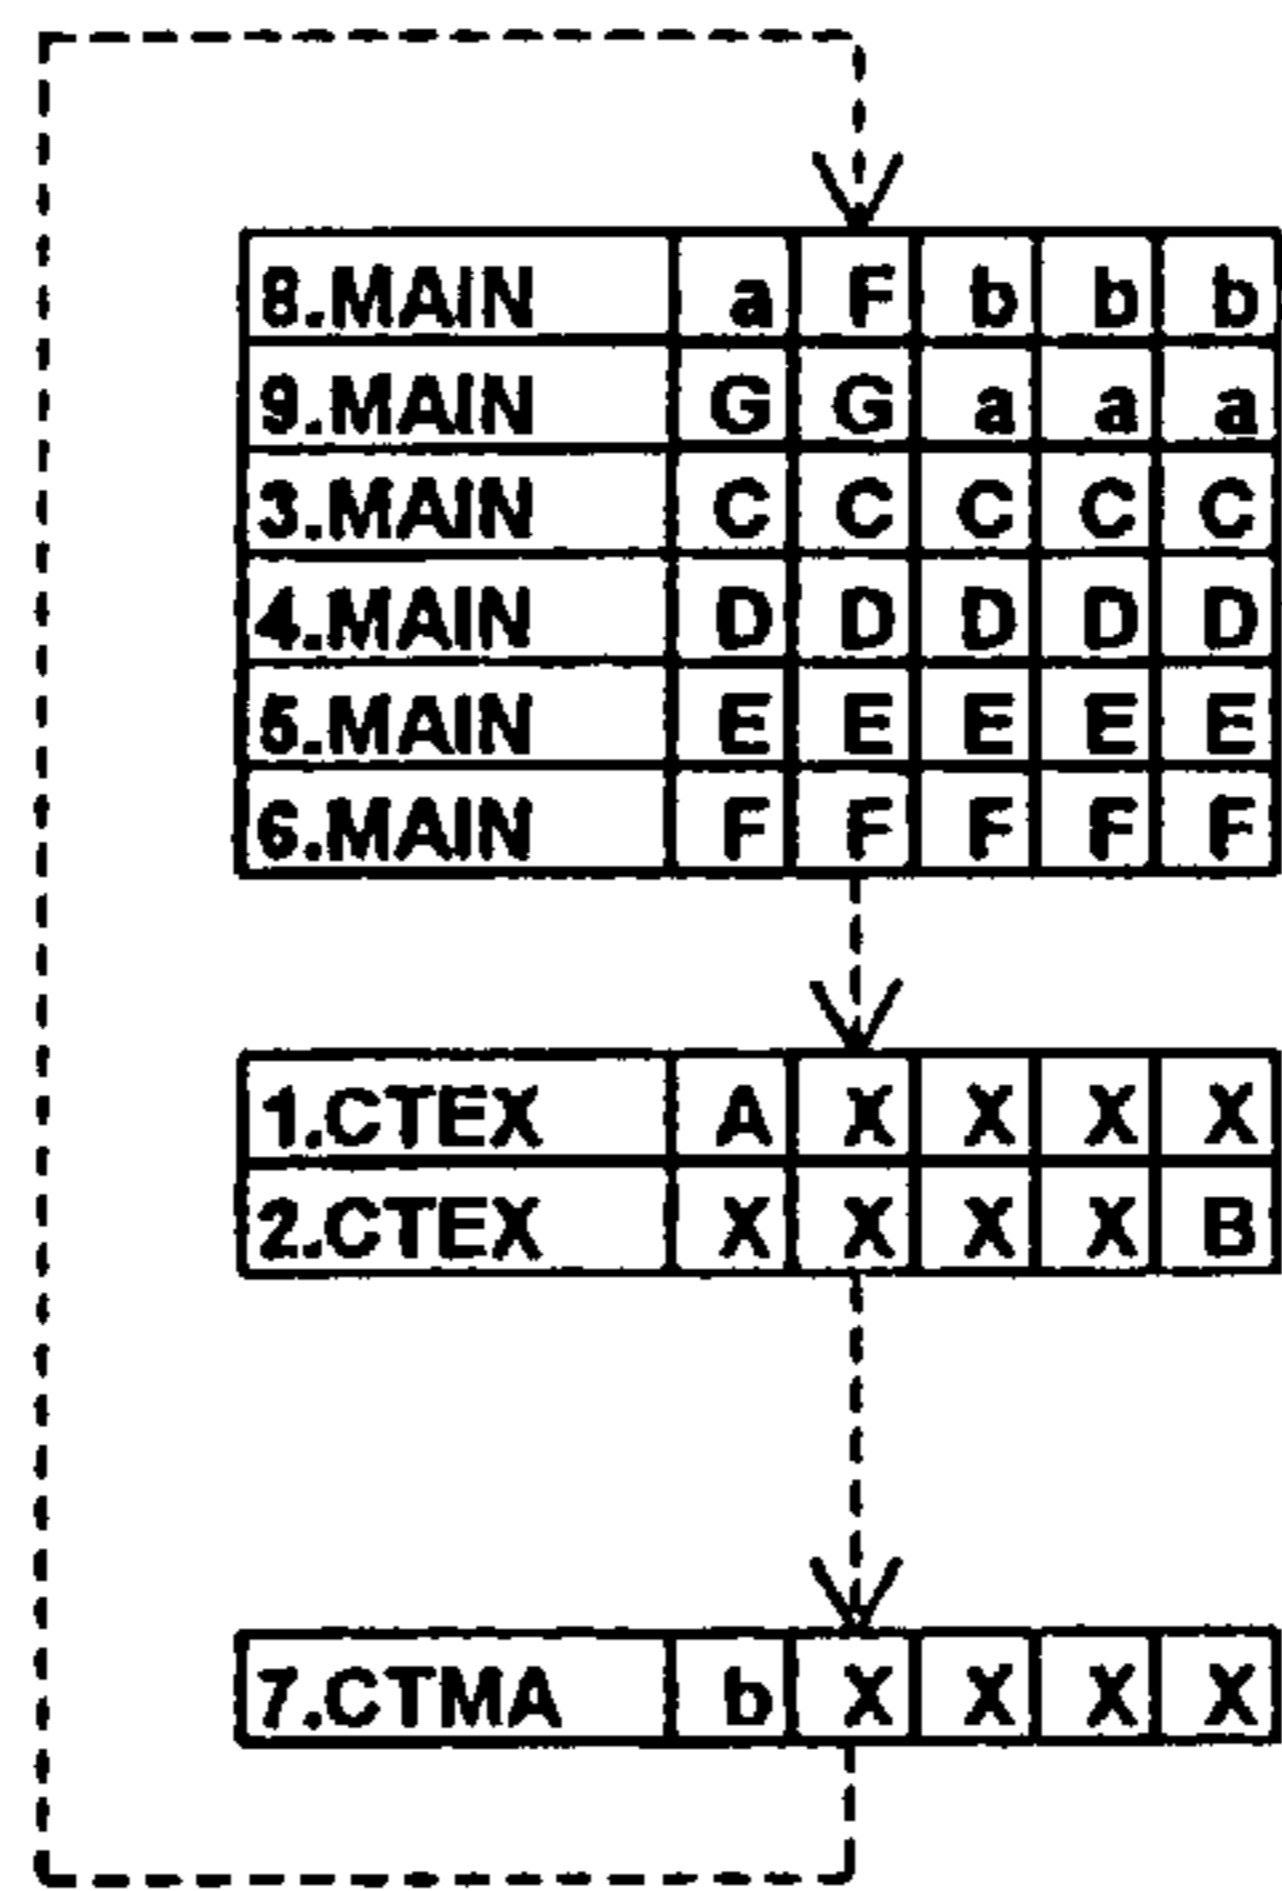 8.MAIN a F b b b
9.MAIN G G a a a
3.MAIN C C C C C
4.MAIN D D D D D
5.MAIN E E E E E
6.MAIN F F F F F
1.CTEX A X X X X
2.CTEX X X X X B
7.CTMA b X X X X